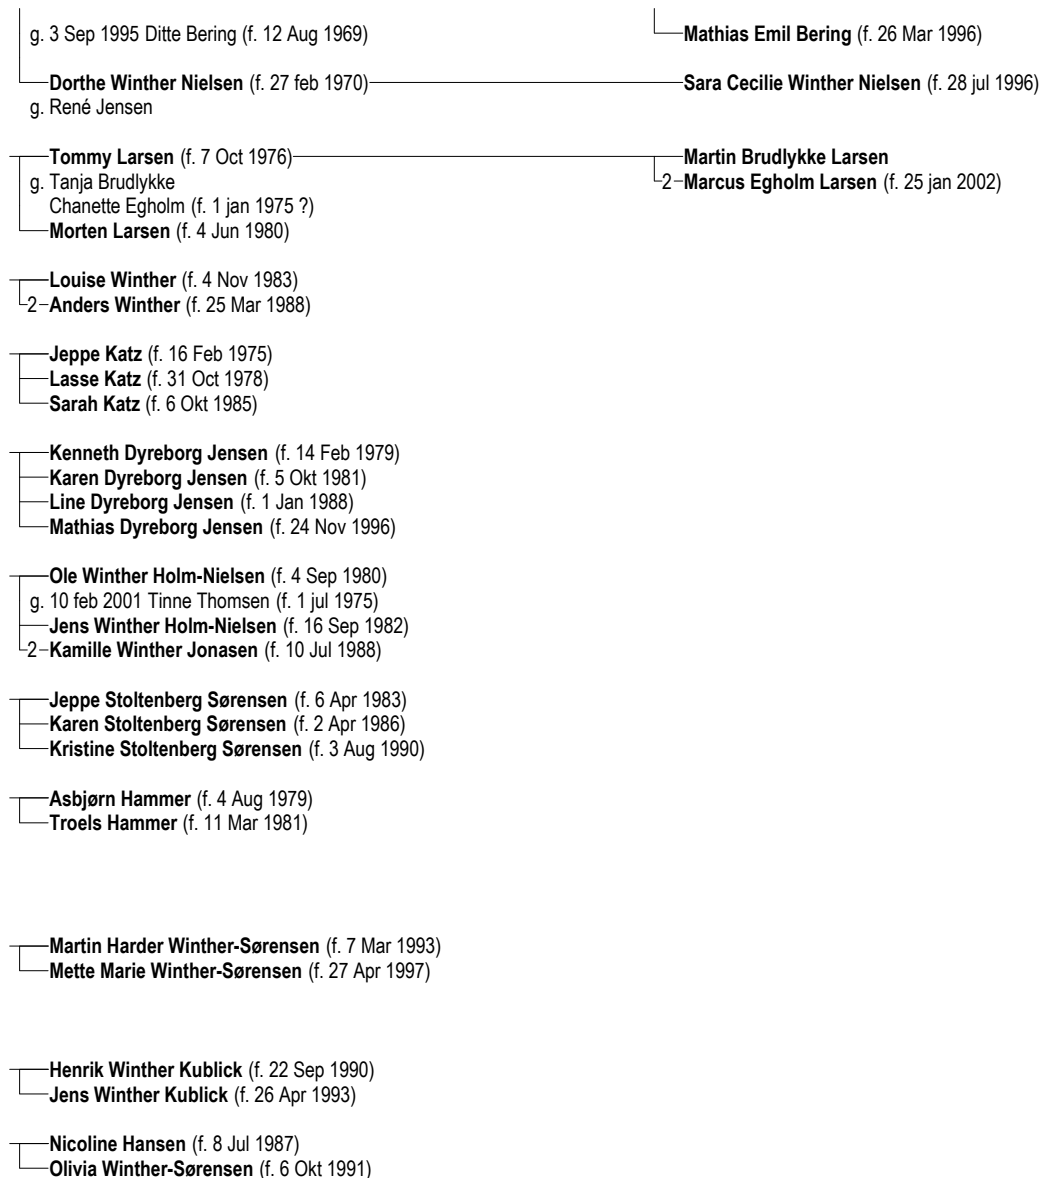 g. 3 Sep 1995 Ditte Bering (f. 12 Aug 1969) Mathias Emil Bering (f. 26 Mar 1996)
Dorthe Winther Nielsen (f. 27 feb 1970) Sara Cecilie Winther Nielsen (f. 28 jul 1996)
g. René Jensen
Tommy Larsen (f. 7 Oct 1976) Martin Brudlykke Larsen
g. Tanja Brudlykke 2 Marcus Egholm Larsen (f. 25 jan 2002)
Chanette Egholm (f. 1 jan 1975 ?)
Morten Larsen (f. 4 Jun 1980)
Louise Winther (f. 4 Nov 1983)
2 Anders Winther (f. 25 Mar 1988)
Jeppe Katz (f. 16 Feb 1975)
Lasse Katz (f. 31 Oct 1978)
Sarah Katz (f. 6 Okt 1985)
Kenneth Dyreborg Jensen (f. 14 Feb 1979)
Karen Dyreborg Jensen (f. 5 Okt 1981)
Line Dyreborg Jensen (f. 1 Jan 1988)
Mathias Dyreborg Jensen (f. 24 Nov 1996)
Ole Winther Holm-Nielsen (f. 4 Sep 1980)
g. 10 feb 2001 Tinne Thomsen (f. 1 jul 1975)
Jens Winther Holm-Nielsen (f. 16 Sep 1982)
2 Kamille Winther Jonasen (f. 10 Jul 1988)
Jeppe Stoltenberg Sørensen (f. 6 Apr 1983)
Karen Stoltenberg Sørensen (f. 2 Apr 1986)
Kristine Stoltenberg Sørensen (f. 3 Aug 1990)
Asbjørn Hammer (f. 4 Aug 1979)
Troels Hammer (f. 11 Mar 1981)
Martin Harder Winther-Sørensen (f. 7 Mar 1993)
Mette Marie Winther-Sørensen (f. 27 Apr 1997)
Henrik Winther Kublick (f. 22 Sep 1990)
Jens Winther Kublick (f. 26 Apr 1993)
Nicoline Hansen (f. 8 Jul 1987)
Olivia Winther-Sørensen (f. 6 Okt 1991)